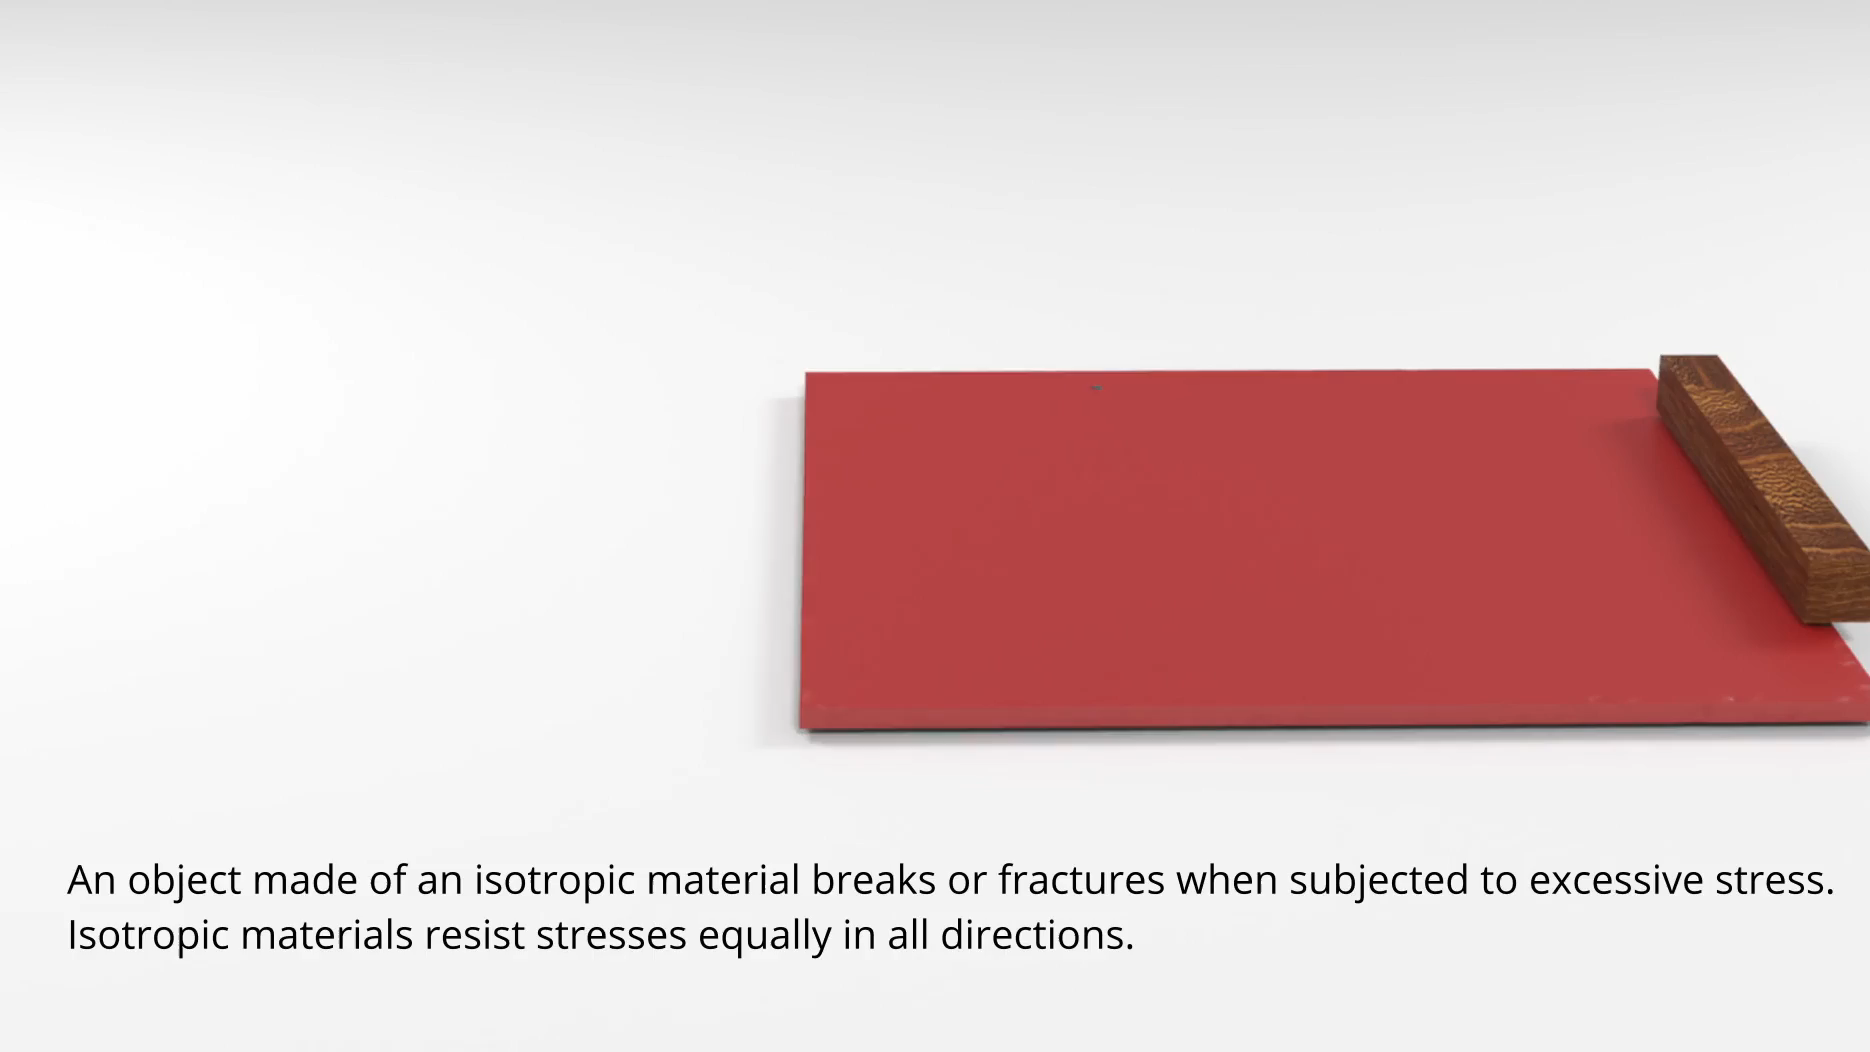 An object made of an isotropic material breaks or fractures when subjected to excessive stress.
Isotropic materials resist stresses equally in all directions.